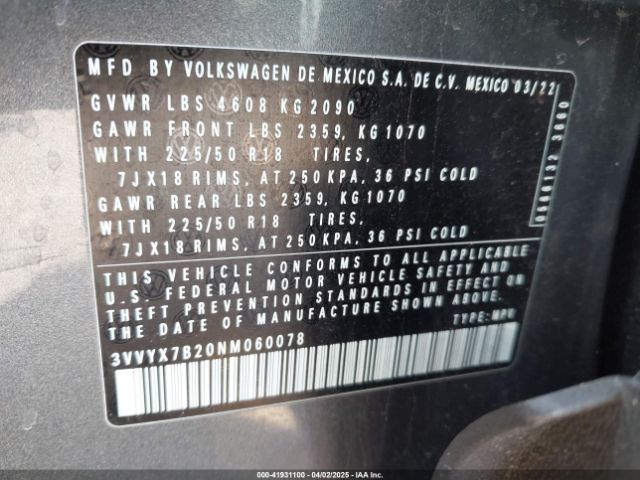 MFD BY VOLKSWAGEN DE MEXICO S.A. DE C.V. MEXICO 03/22
GVWR LBS 4608 KG 2090
GAWR FRONT LBS 2359, KG 1070
WITH 225/50 R18 TIRES,
7JX18 RIMS, AT 250 KPA, 36 PSI COLD
GAWR REAR LBS 2359, KG 1070
WITH 225/50 R18 TIRES,
7JX18 RIMS, AT 250 KPA, 36 PSI COLD
THIS VEHICLE CONFORMS TO ALL APPLICABLE
U.S. FEDERAL MOTOR VEHICLE SAFETY AND
THEFT PREVENTION STANDARDS IN EFFECT ON
THE DATE OF MANUFACTURE SHOWN ABOVE.
TYPE: MPV
3VVYX7B20NM060078
000-41931100 04/02/2025 IAAI, INC.